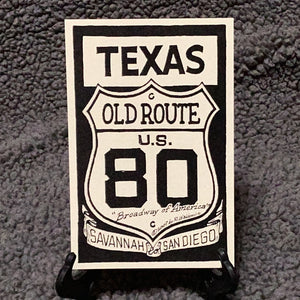 TEXAS
C
OLD ROUTE
U.S.
80
"Broadway of America"
C
SAVANNAH SAN DIEGO